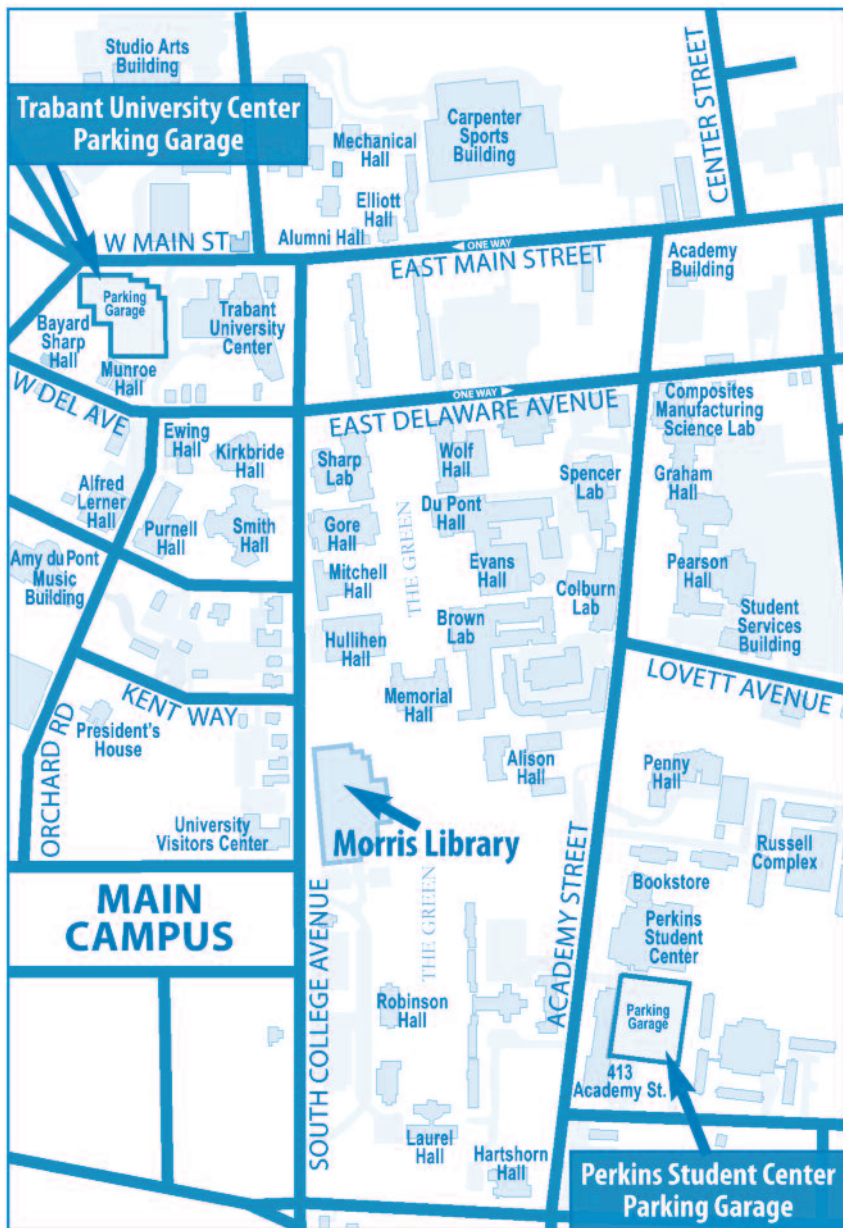 Studio Arts
Building
Trabant University Center
Parking Garage
Mechanical
Hall
Carpenter
Sports
Building
CENTER STREET
Elliott
Hall
Alumni Hall
W MAIN ST
ONE WAY
EAST MAIN STREET
Academy
Building
Parking
Garage
Trabant
University
Center
Bayard
Sharp
Hall
Munroe
Hall
W DEL AVE
ONE WAY
EAST DELAWARE AVENUE
Composites
Manufacturing
Science Lab
Ewing
Hall
Kirkbride
Hall
Sharp
Lab
Wolf
Hall
Spencer
Lab
Graham
Hall
Alfred
Lerner
Hall
Purnell
Hall
Smith
Hall
Gore
Hall
THE GREEN
Du Pont
Hall
Amy du Pont
Music
Building
Mitchell
Hall
Evans
Hall
Colburn
Lab
Pearson
Hall
Student
Services
Building
Hullihen
Hall
Brown
Lab
LOVETT AVENUE
KENT WAY
Memorial
Hall
ORCHARD RD
President's
House
Alison
Hall
Penny
Hall
University
Visitors Center
Morris Library
Russell
Complex
MAIN
CAMPUS
SOUTH COLLEGE AVENUE
THE GREEN
ACADEMY STREET
Bookstore
Perkins
Student
Center
Robinson
Hall
Parking
Garage
413
Academy St.
Laurel
Hall
Hartshorn
Hall
Perkins Student Center
Parking Garage